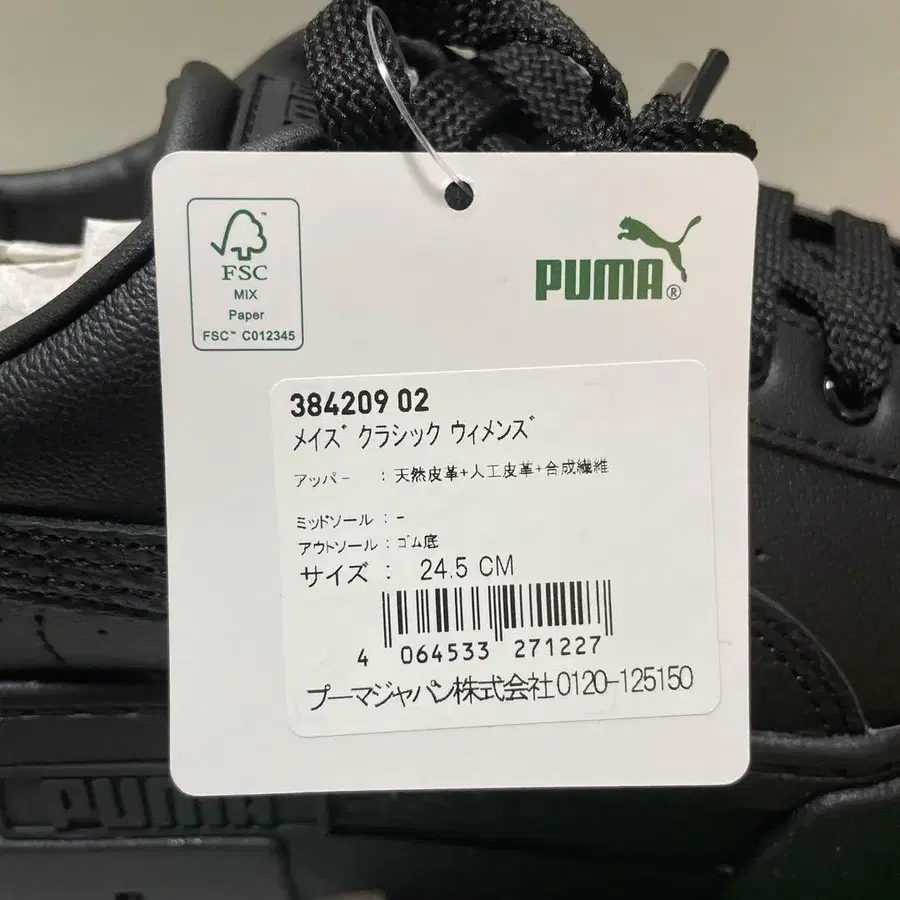 FSC
MIX
Paper
FSC™ C012345
PUMA®
384209 02
メイズ クラシック ウィメンズ
アッパー : 天然皮革+人工皮革+合成繊維
ミッドソール : -
アウトソール : ゴム底
サイズ : 24.5 CM
4 064533 271227
プーマジャパン株式会社0120-125150
PUMA